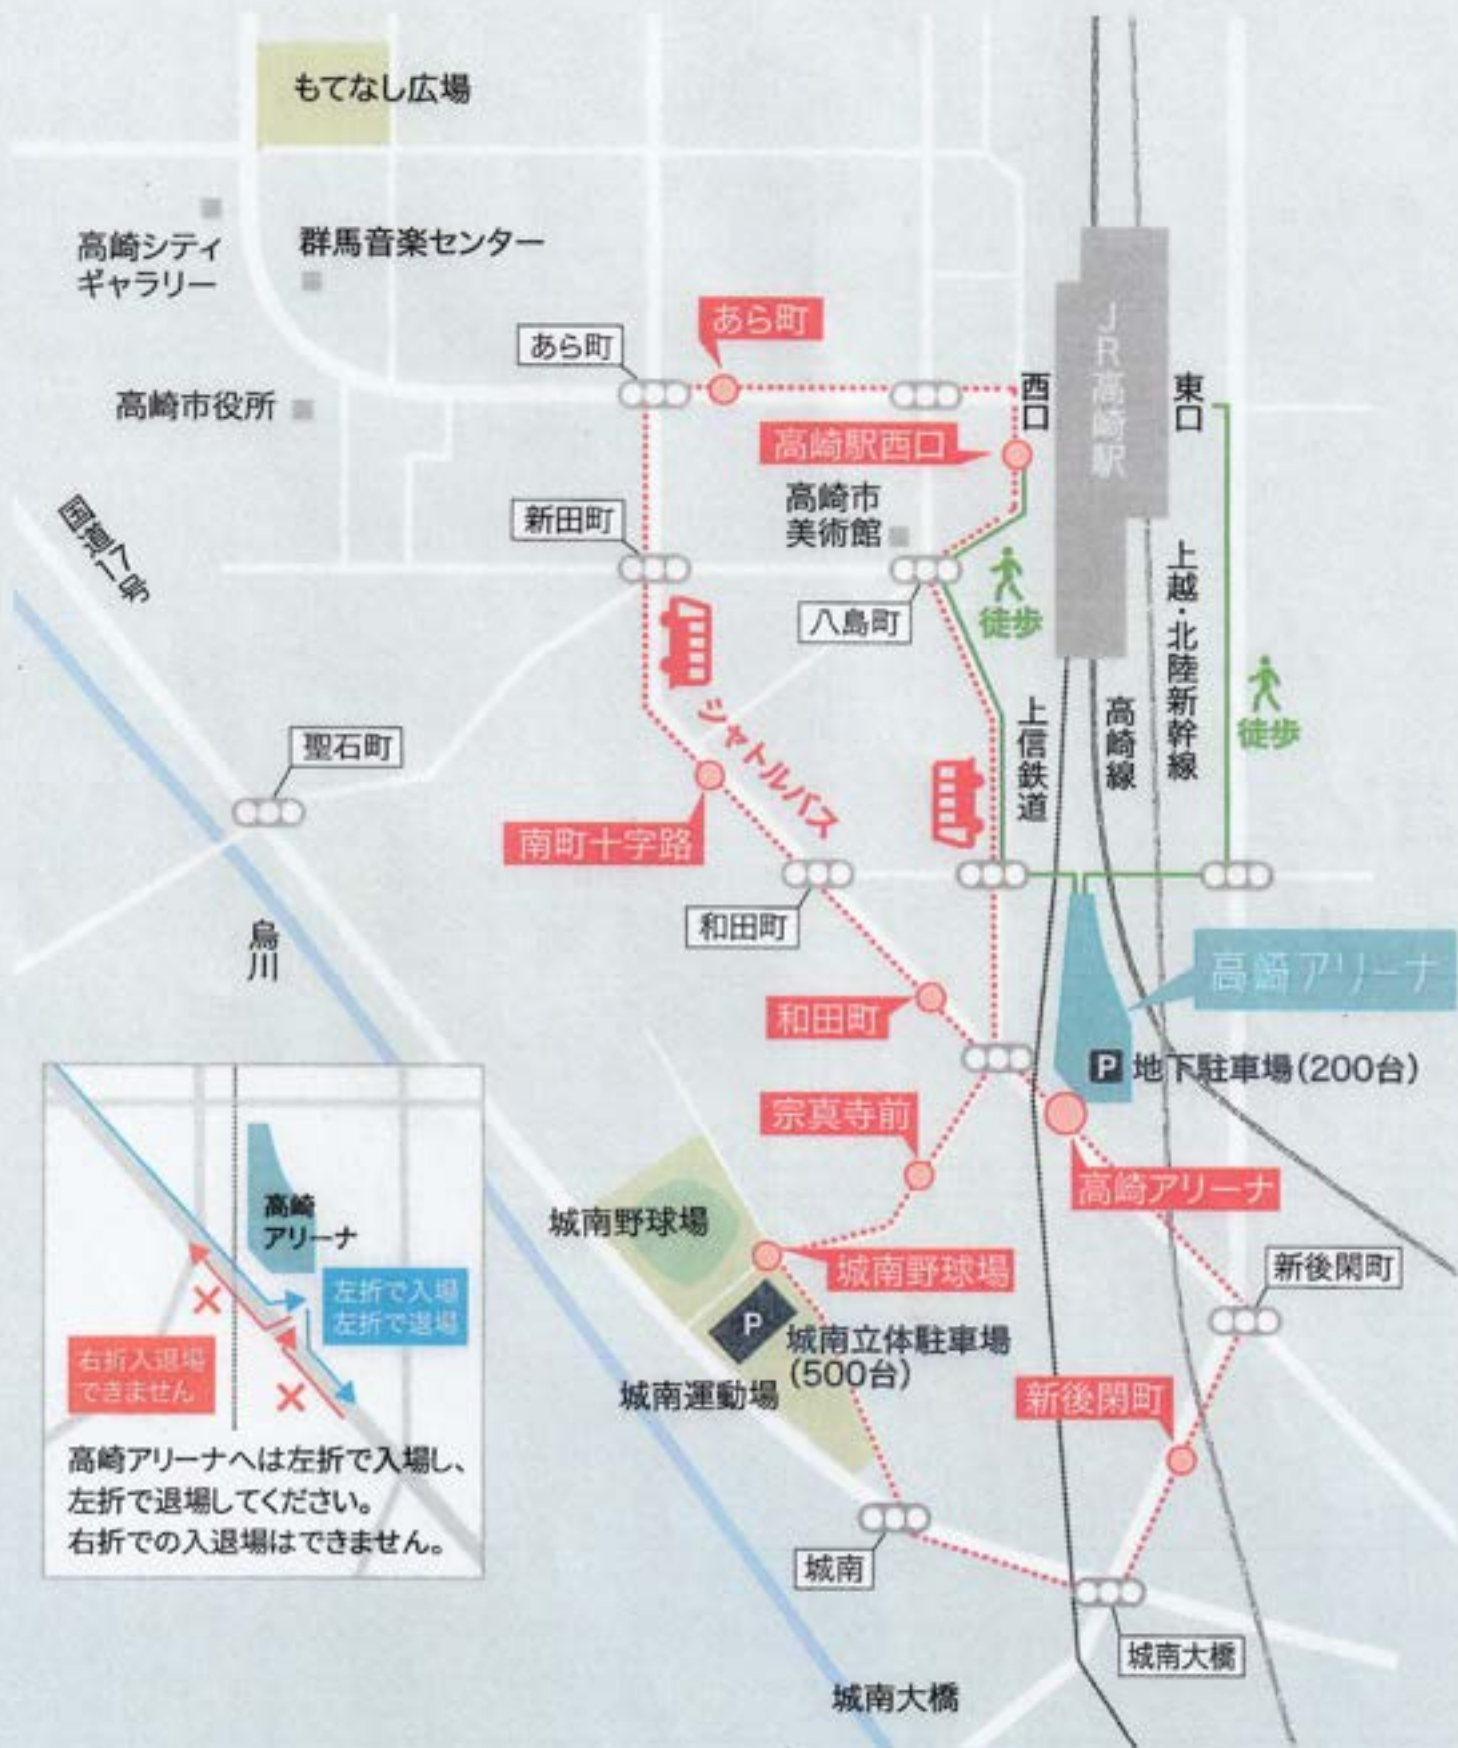 もてなし広場
高崎シティ
ギャラリー
群馬音楽センター
あら町
あら町
高崎市役所
西口
JR高崎駅
東口
高崎駅西口
国道17号
新田町
高崎市
美術館
八島町
徒歩
上越・北陸新幹線
徒歩
上信鉄道
高崎線
シャトルバス
聖石町
南町十字路
和田町
烏川
高崎アリーナ
和田町
P 地下駐車場(200台)
宗真寺前
高崎アリーナ
城南野球場
城南野球場
新後閑町
P
城南立体駐車場
(500台)
城南運動場
新後閑町
高崎
アリーナ
左折で入場
左折で退場
右折入退場
できません
高崎アリーナへは左折で入場し、
左折で退場してください。
右折での入退場はできません。
城南
城南大橋
城南大橋